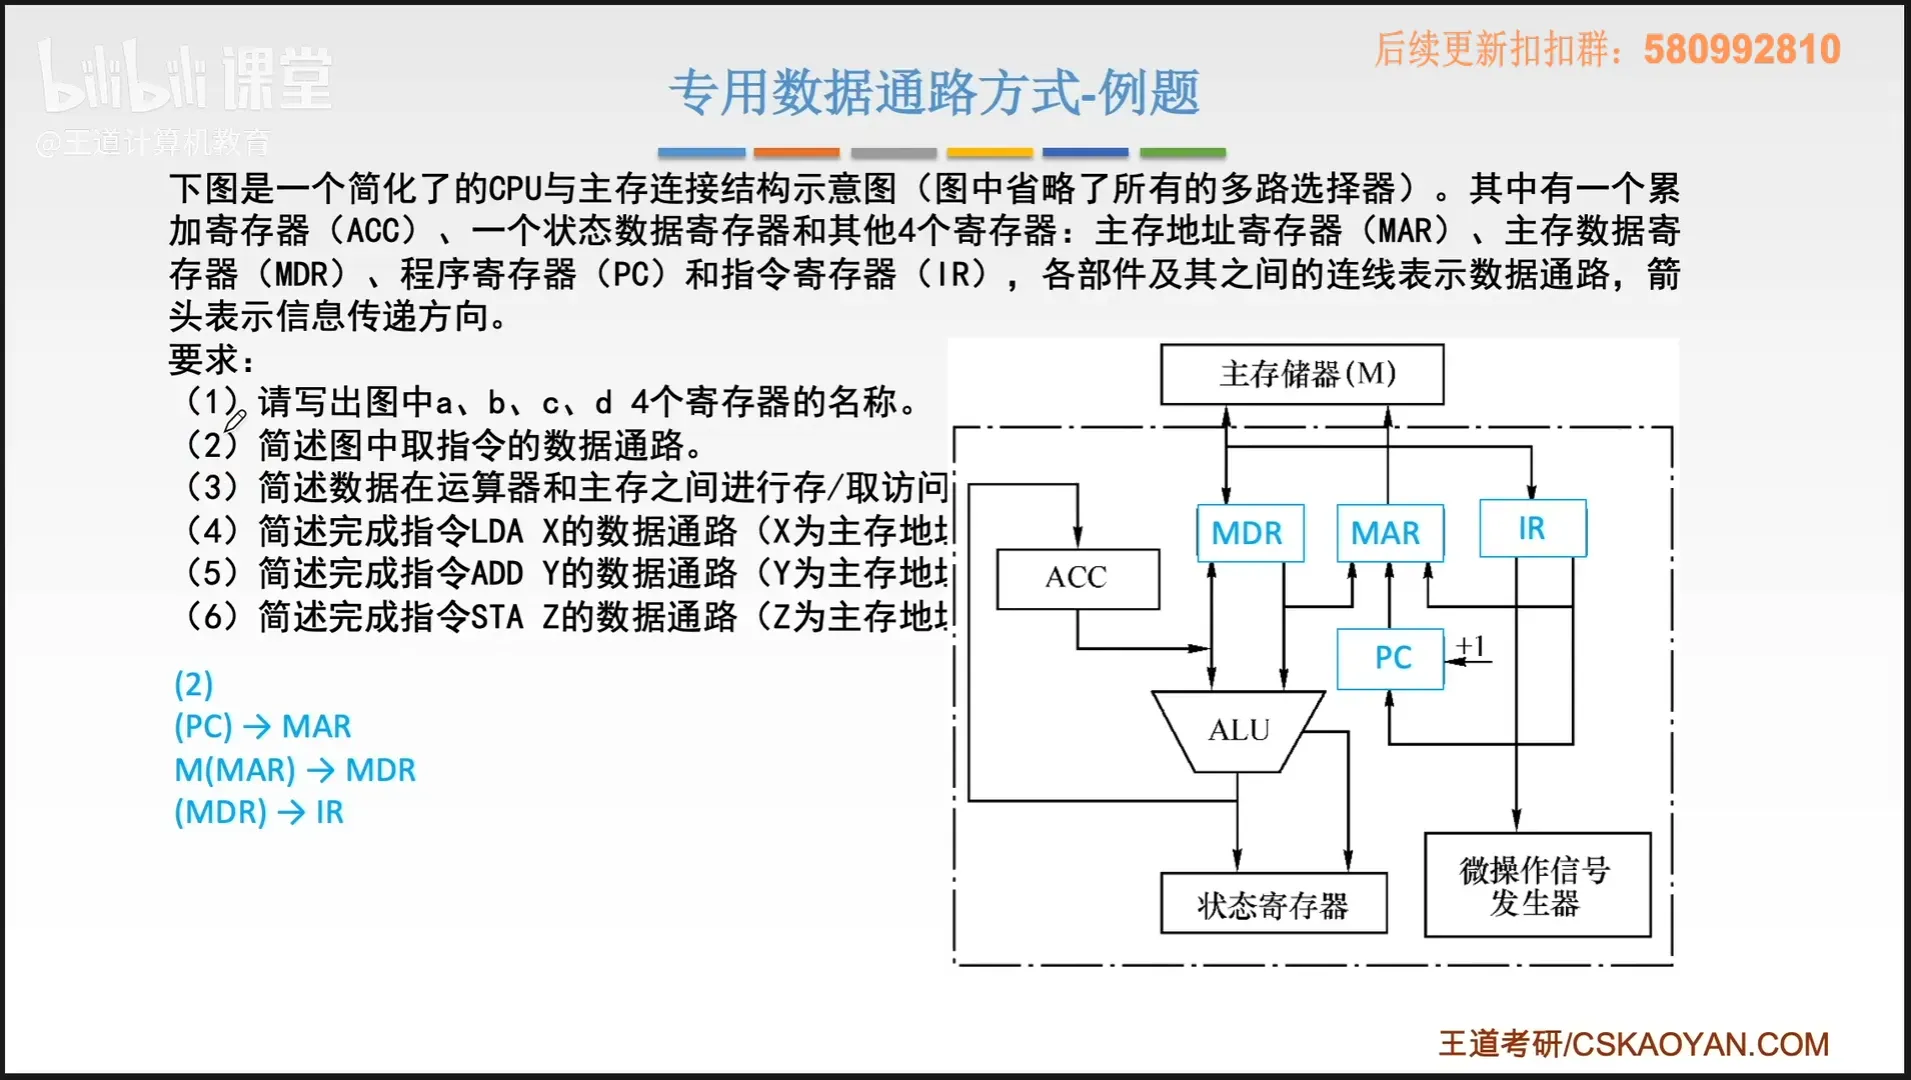 bilibili课堂
@王道计算机教育
后续更新扣扣群：580992810
专用数据通路方式-例题
下图是一个简化了的CPU与主存连接结构示意图（图中省略了所有的多路选择器）。其中有一个累
加寄存器（ACC）、一个状态数据寄存器和其他4个寄存器：主存地址寄存器（MAR）、主存数据寄
存器（MDR）、程序寄存器（PC）和指令寄存器（IR），各部件及其之间的连线表示数据通路，箭
头表示信息传递方向。
要求：
（1）请写出图中a、b、c、d 4个寄存器的名称。
（2）简述图中取指令的数据通路。
（3）简述数据在运算器和主存之间进行存/取访问
（4）简述完成指令LDA X的数据通路（X为主存地
（5）简述完成指令ADD Y的数据通路（Y为主存地
（6）简述完成指令STA Z的数据通路（Z为主存地
(2)
(PC) → MAR
M(MAR) → MDR
(MDR) → IR
主存储器(M)
MDR
MAR
IR
ACC
PC
+1
ALU
状态寄存器
微操作信号
发生器
王道考研/CSKAOYAN.COM